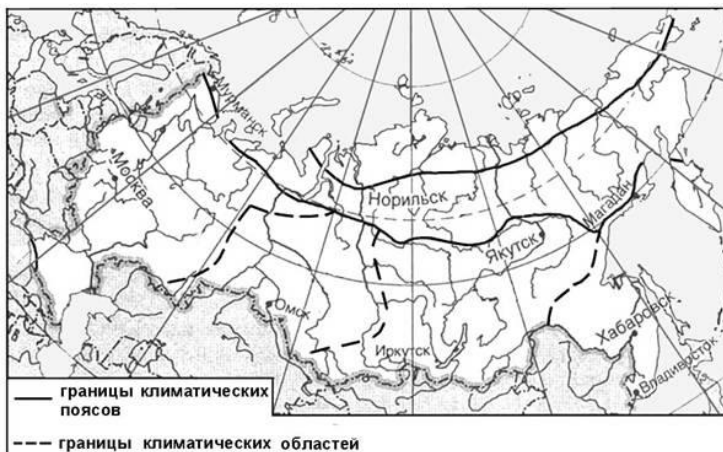 Мурманск
Москва
Норильск
Магадан
Якутск
Омск
Хабаровск
Иркутск
Владивосток
границы климатических
поясов
границы климатических областей